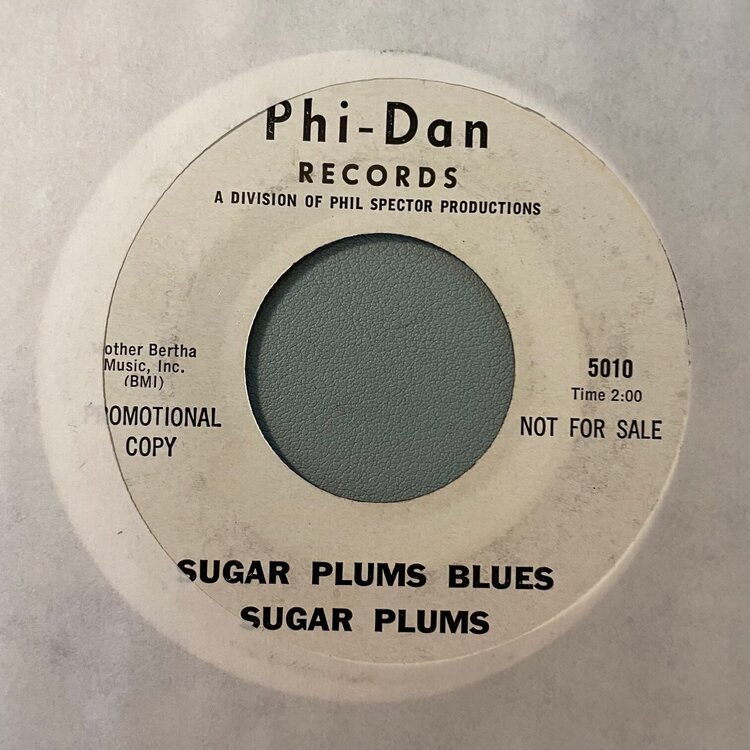 Phi-Dan
RECORDS
A DIVISION OF PHIL SPECTOR PRODUCTIONS
other Bertha
Music, Inc.
(BMI)
OMOTIONAL
COPY
5010
Time 2:00
NOT FOR SALE
SUGAR PLUMS BLUES
SUGAR PLUMS